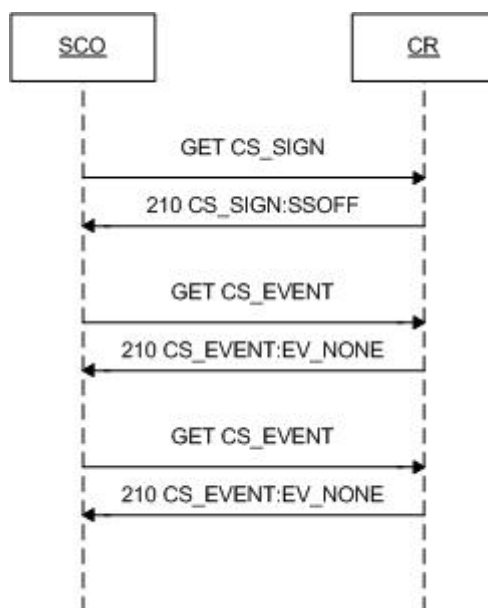 SCO
CR
GET CS_SIGN
210 CS_SIGN:SSOFF
GET CS_EVENT
210 CS_EVENT:EV_NONE
GET CS_EVENT
210 CS_EVENT:EV_NONE